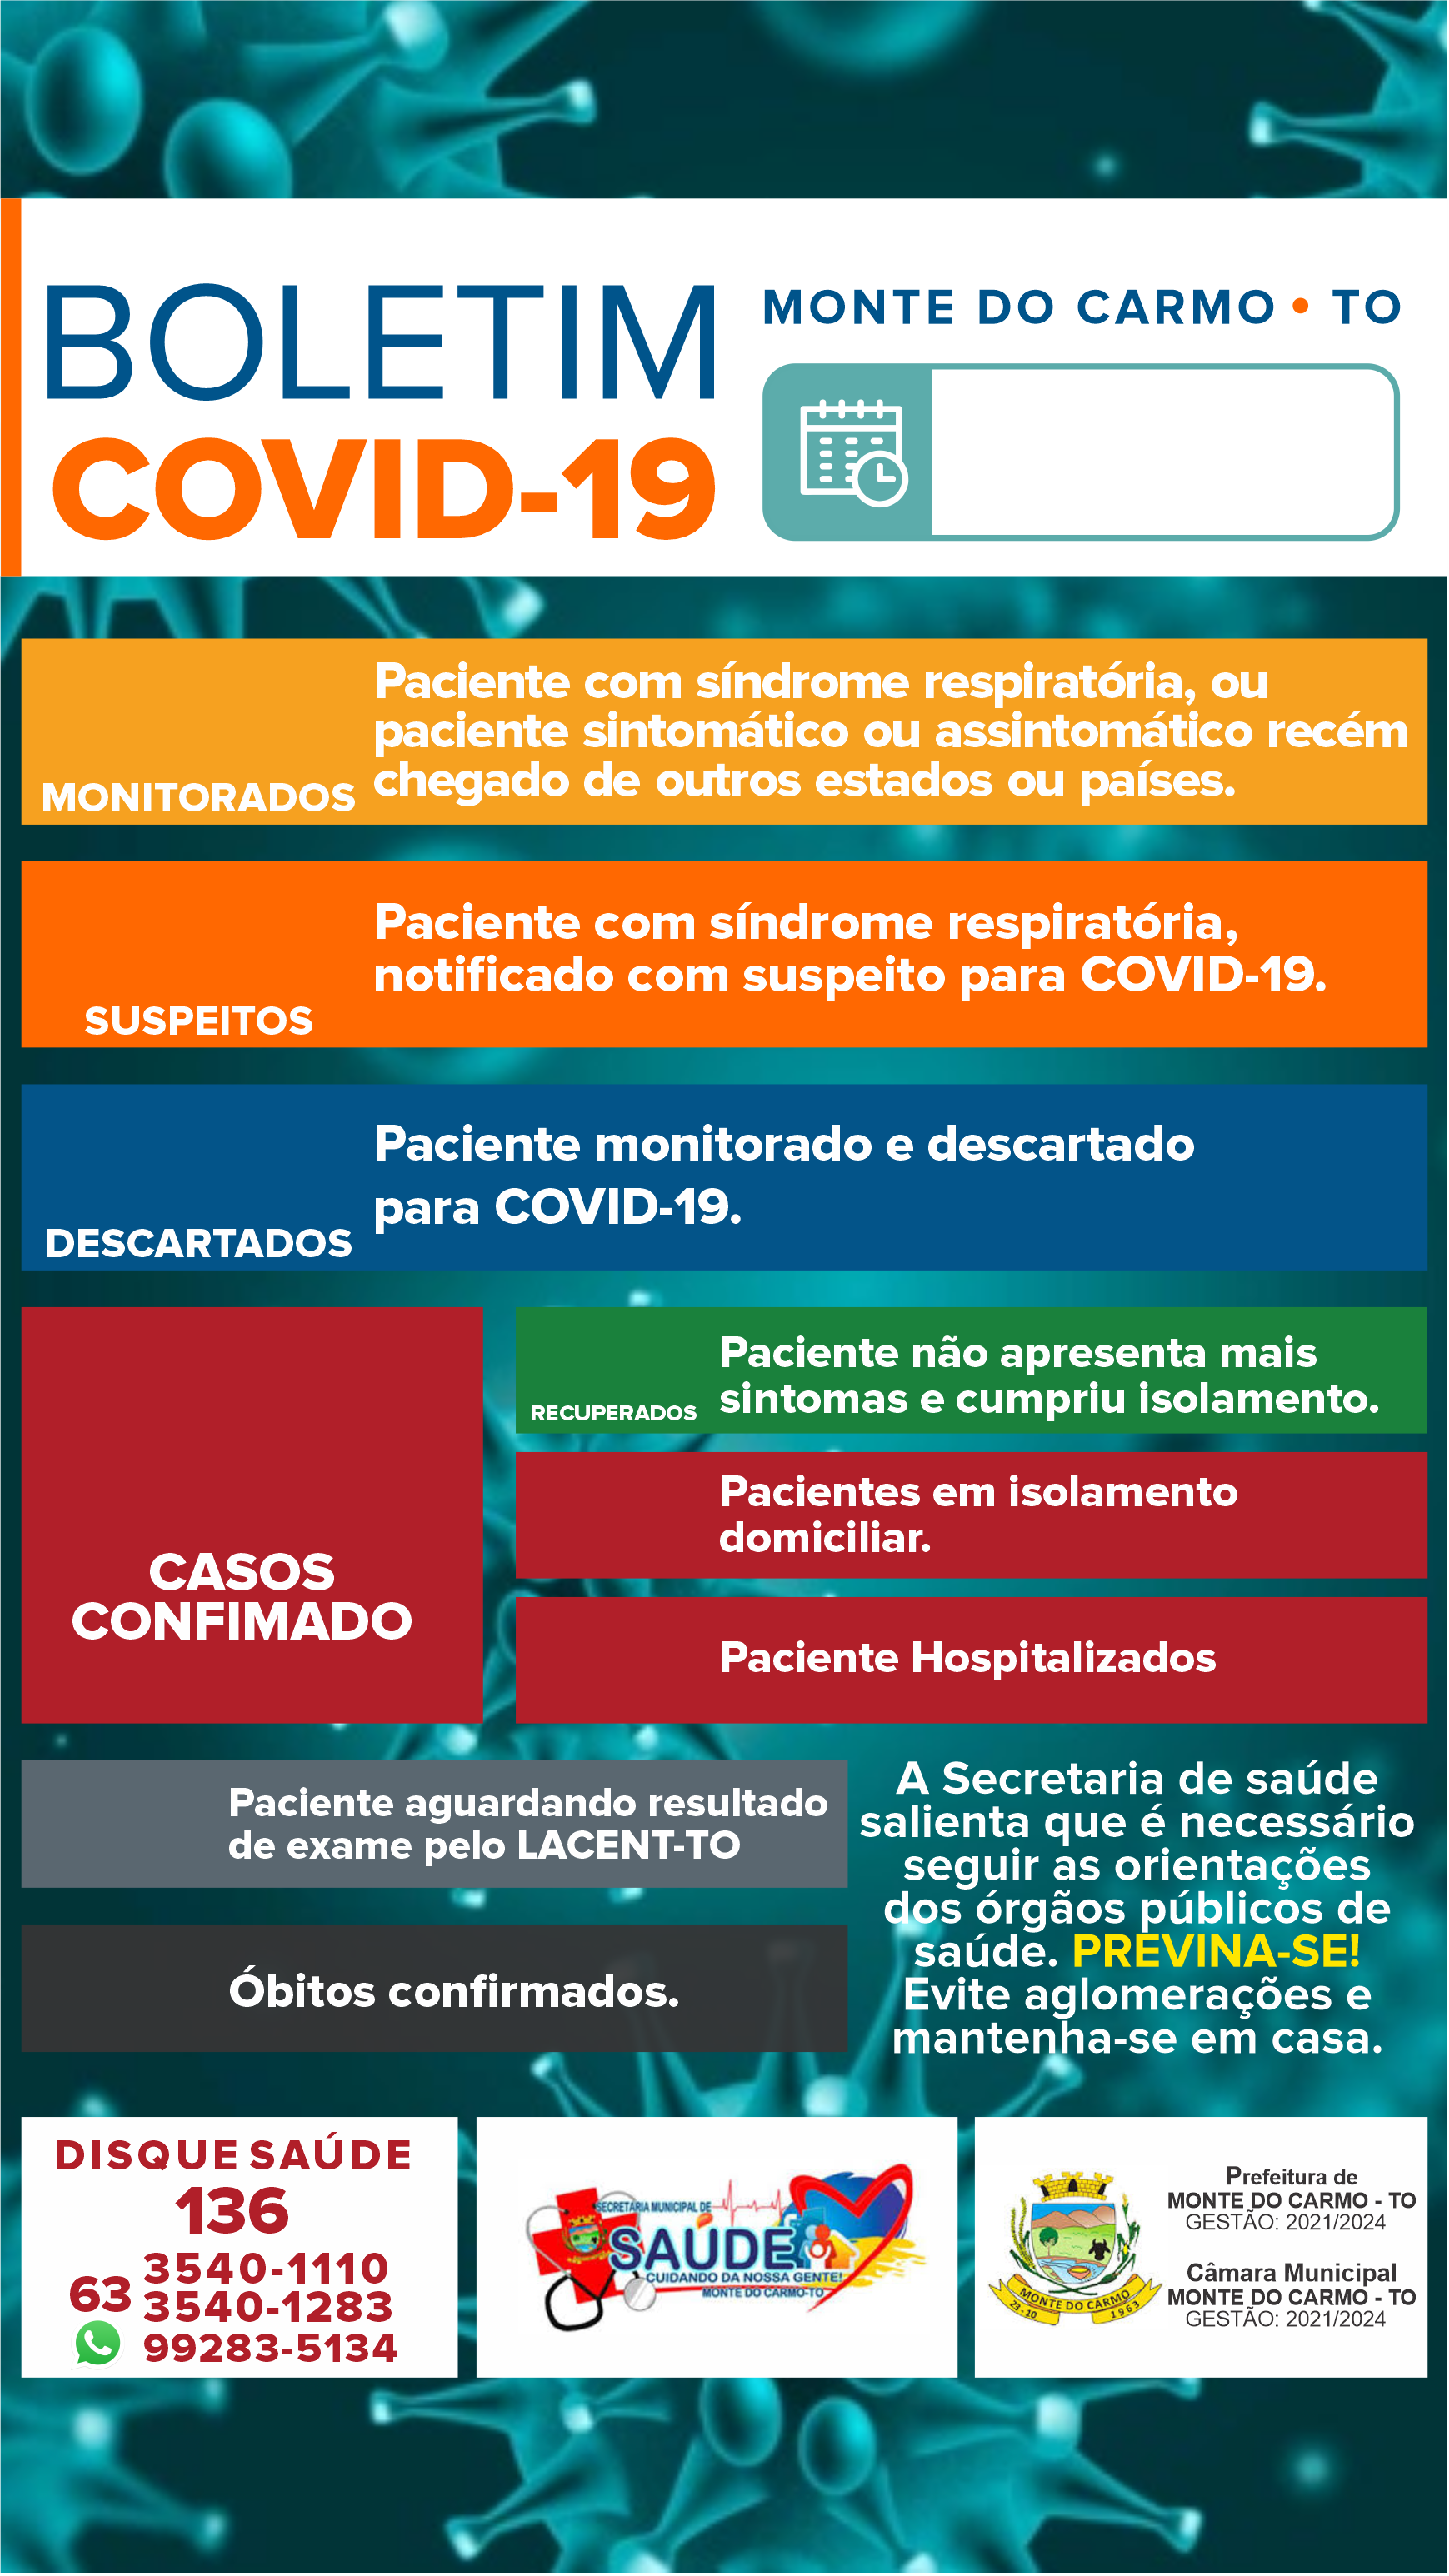 BOLETIM
COVID-19
MONTE DO CARMO • TO
MONITORADOS
Paciente com síndrome respiratória, ou
paciente sintomático ou assintomático recém
chegado de outros estados ou países.
SUSPEITOS
Paciente com síndrome respiratória,
notificado com suspeito para COVID-19.
DESCARTADOS
Paciente monitorado e descartado
para COVID-19.
CASOS
CONFIMADO
RECUPERADOS
Paciente não apresenta mais
sintomas e cumpriu isolamento.
Pacientes em isolamento
domiciliar.
Paciente Hospitalizados
Paciente aguardando resultado
de exame pelo LACENT-TO
Óbitos confirmados.
A Secretaria de saúde
salienta que é necessário
seguir as orientações
dos órgãos públicos de
saúde. PREVINA-SE!
Evite aglomerações e
mantenha-se em casa.
DISQUE SAÚDE
136
63
3540-1110
3540-1283
99283-5134
SECRETARIA MUNICIPAL DE
SAÚDE
CUIDANDO DA NOSSA GENTE!
MONTE DO CARMO-TO
MONTE DO CARMO
23-10
1963
Prefeitura de
MONTE DO CARMO - TO
GESTÃO: 2021/2024
Câmara Municipal
MONTE DO CARMO - TO
GESTÃO: 2021/2024